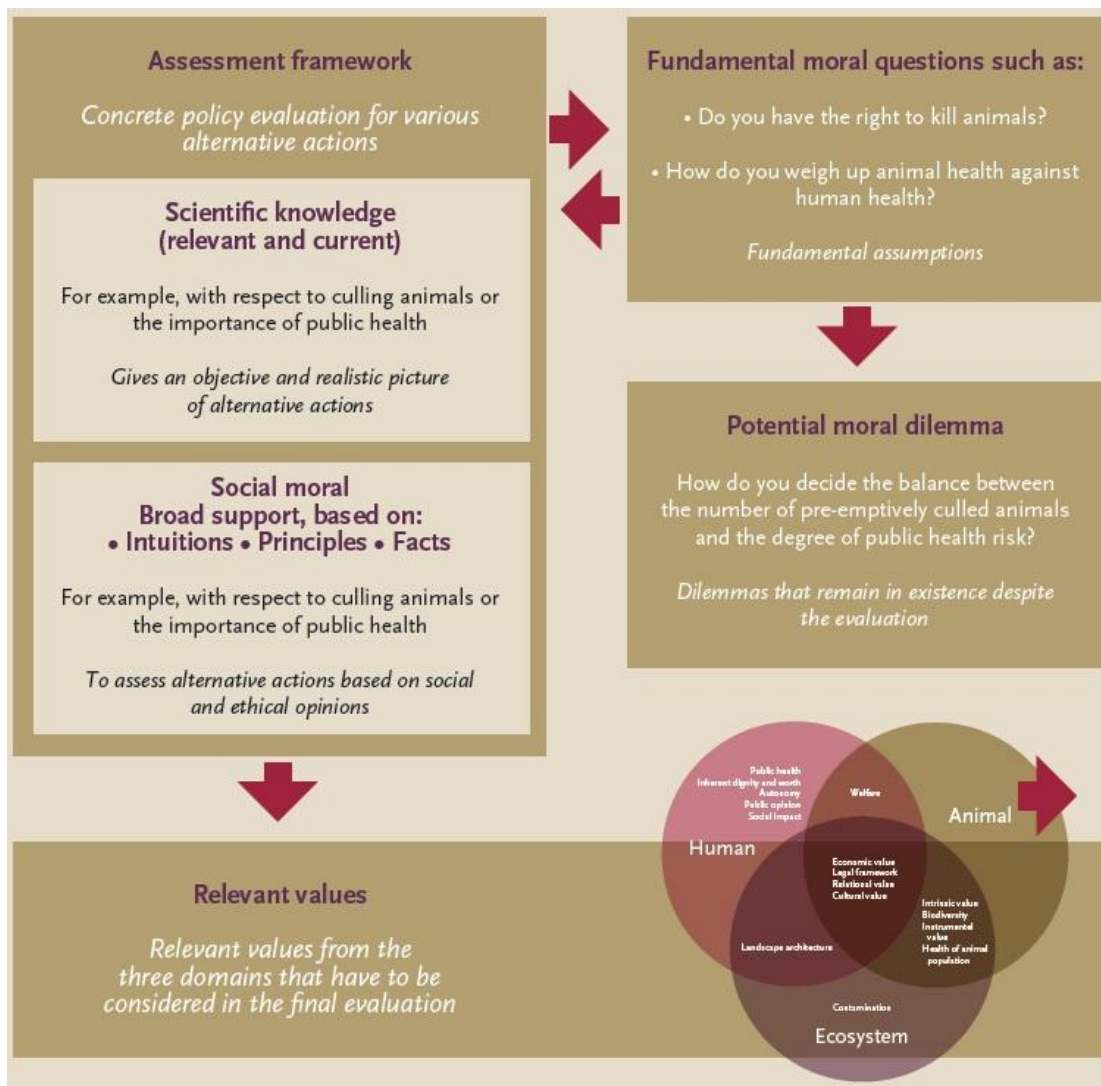 Assessment framework
Concrete policy evaluation for various
alternative actions
Scientific knowledge
(relevant and current)
For example, with respect to culling animals or
the importance of public health
Gives an objective and realistic picture
of alternative actions
Social moral
Broad support, based on:
• Intuitions • Principles • Facts
For example, with respect to culling animals or
the importance of public health
To assess alternative actions based on social
and ethical opinions
Fundamental moral questions such as:
• Do you have the right to kill animals?
• How do you weigh up animal health against
human health?
Fundamental assumptions
Potential moral dilemma
How do you decide the balance between
the number of pre-emptively culled animals
and the degree of public health risk?
Dilemmas that remain in existence despite
the evaluation
Relevant values
Relevant values from the
three domains that have to be
considered in the final evaluation
Public health
Inherent dignity and worth
Autonomy
Public opinion
Social impact
Human
Welfare
Animal
Economic value
Legal framework
Relational value
Cultural value
Intrinsic value
Biodiversity
Instrumental
value
Health of animal
population
Landscape architecture
Contamination
Ecosystem